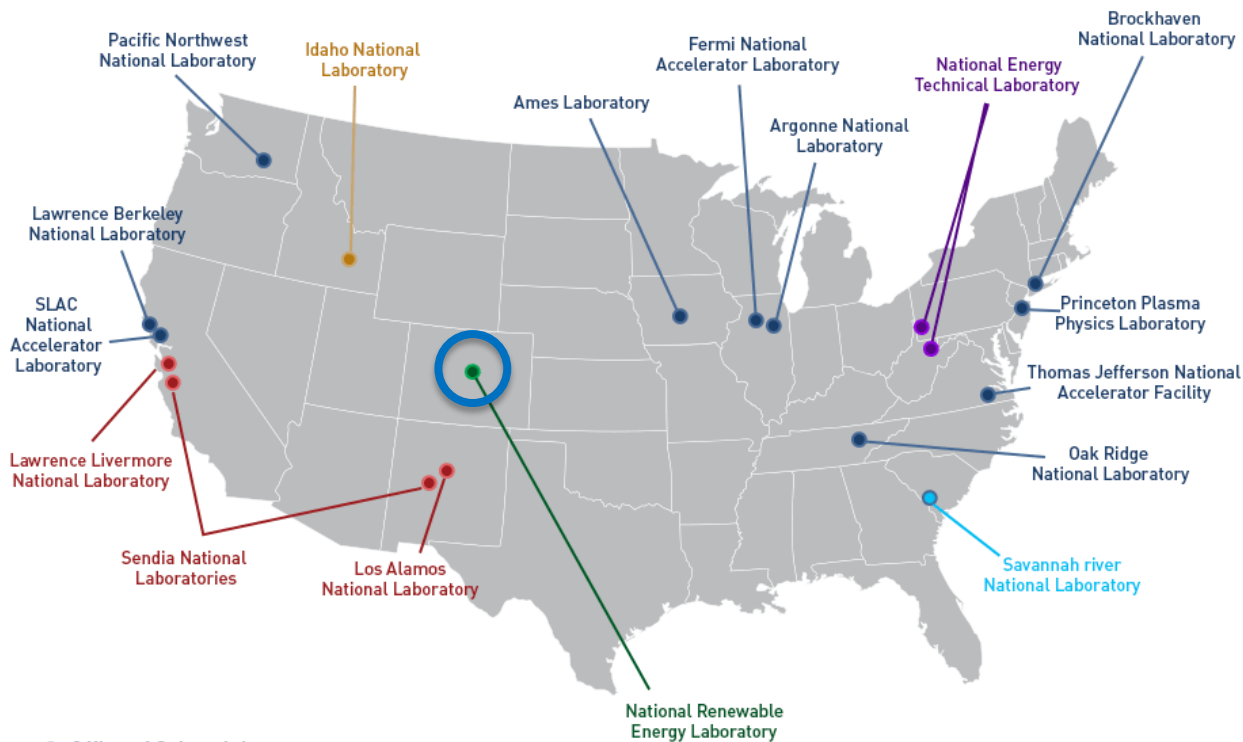 Pacific Northwest
National Laboratory
Idaho National
Laboratory
Ames Laboratory
Fermi National
Accelerator Laboratory
Argonne National
Laboratory
National Energy
Technical Laboratory
Brockhaven
National Laboratory
Lawrence Berkeley
National Laboratory
SLAC
National
Accelerator
Laboratory
Princeton Plasma
Physics Laboratory
Thomas Jefferson National
Accelerator Facility
Lawrence Livermore
National Laboratory
Oak Ridge
National Laboratory
Sendia National
Laboratories
Los Alamos
National Laboratory
Savannah river
National Laboratory
National Renewable
Energy Laboratory